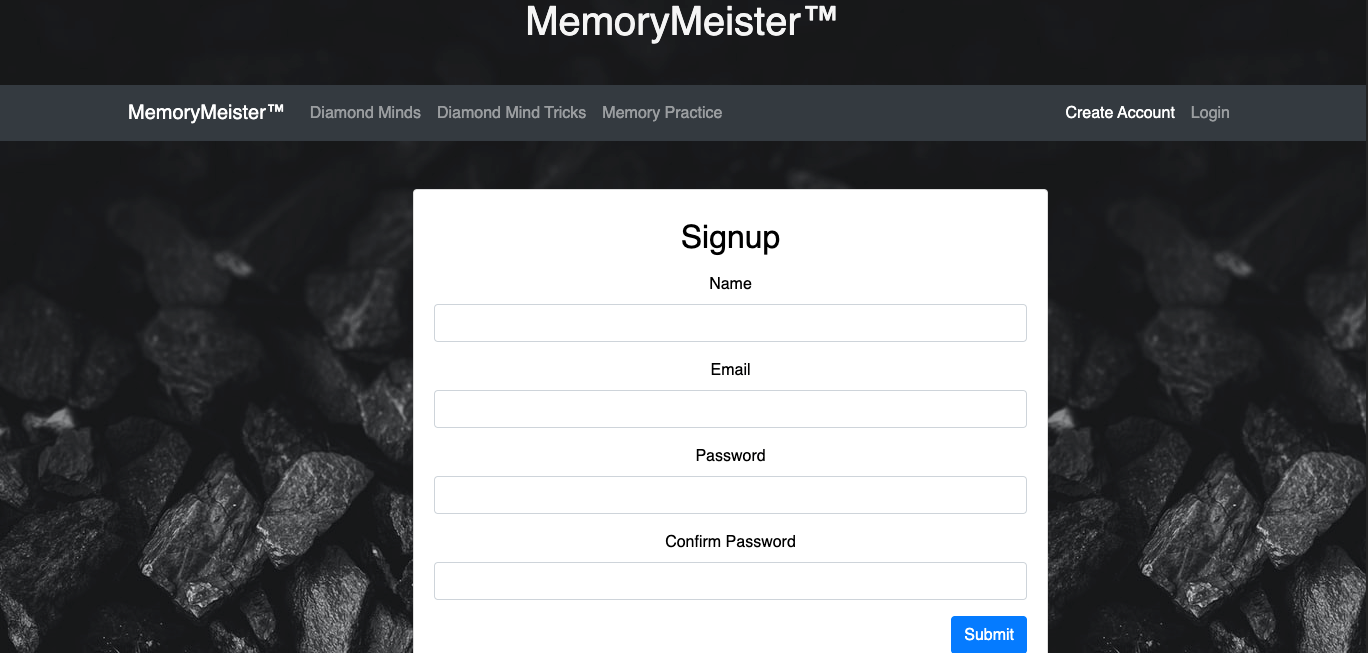 MemoryMeister™
MemoryMeister™ Diamond Minds Diamond Mind Tricks Memory Practice Create Account Login
Signup
Name
Email
Password
Confirm Password
Submit